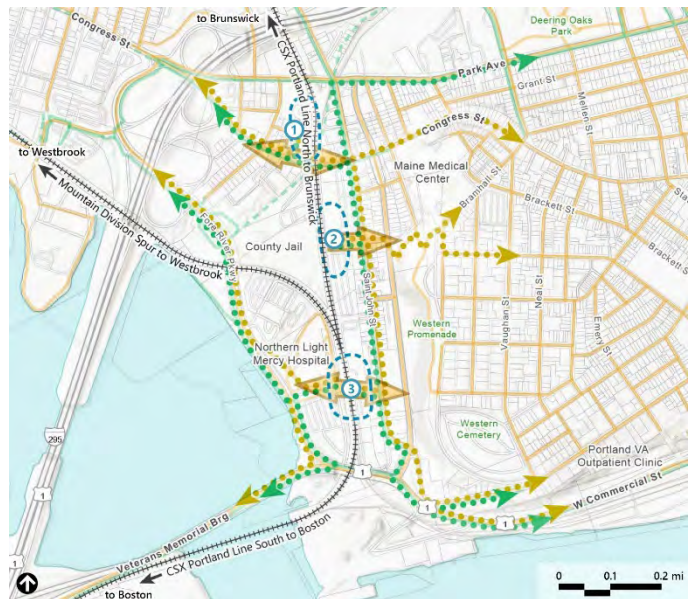 to Brunswick
Congress St
CSX Portland Line North to Brunswick
Deering Oaks
Park
Park Ave
Grant St
Mellen St
Congress St
1
to Westbrook
Mountain Division Spur to Westbrook
Maine Medical
Center
Bramhall St
Brackett St
Brackett St
Fore River Pkwy
County Jail
2
Saint John St
Vaughan St
Neal St
Emery St
Western
Promenade
Northern Light
Mercy Hospital
3
Western
Cemetery
Portland VA
Outpatient Clinic
295
1
1
1
1
W Commercial St
Veterans Memorial Brg
CSX Portland Line South to Boston
to Boston
0 0.1 0.2 mi